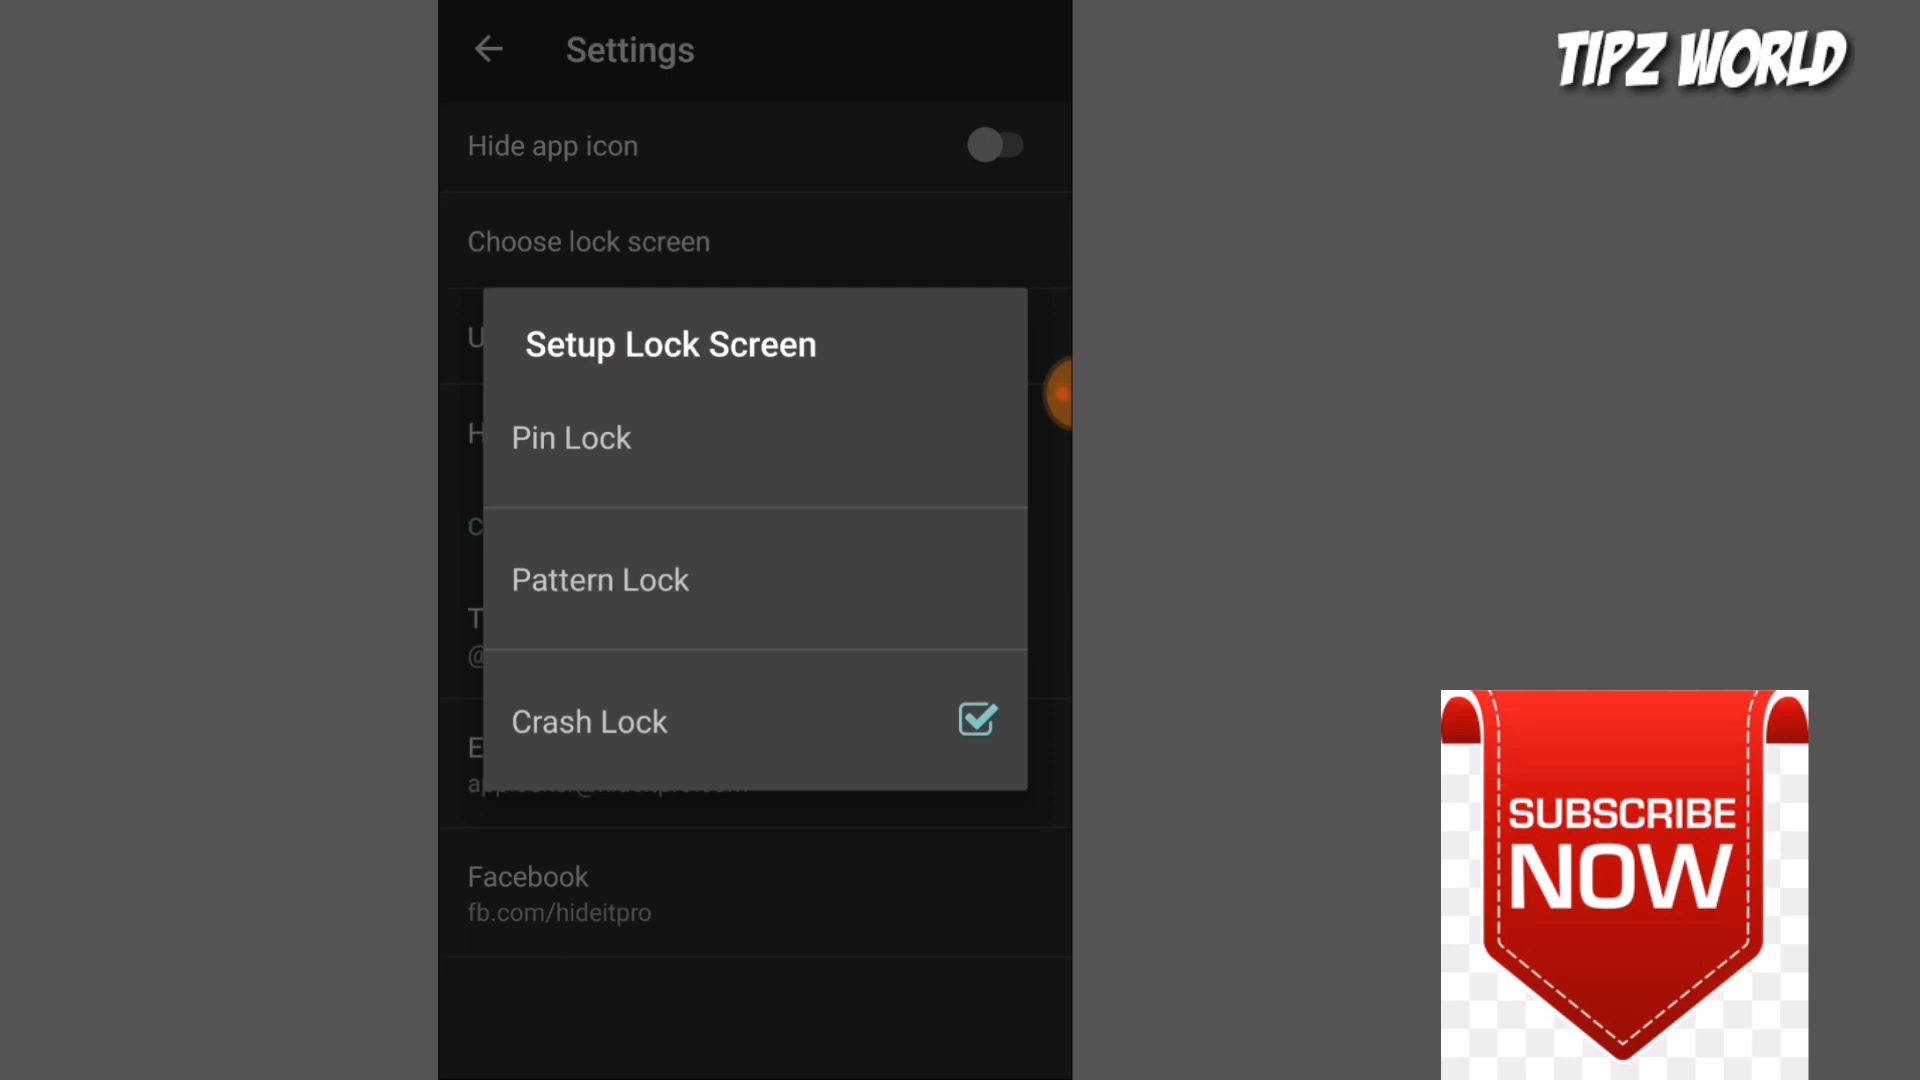 Settings
TIPZ WORLD
Hide app icon
Choose lock screen
Setup Lock Screen
Pin Lock
Pattern Lock
Crash Lock
Facebook
fb.com/hideitpro
SUBSCRIBE
NOW